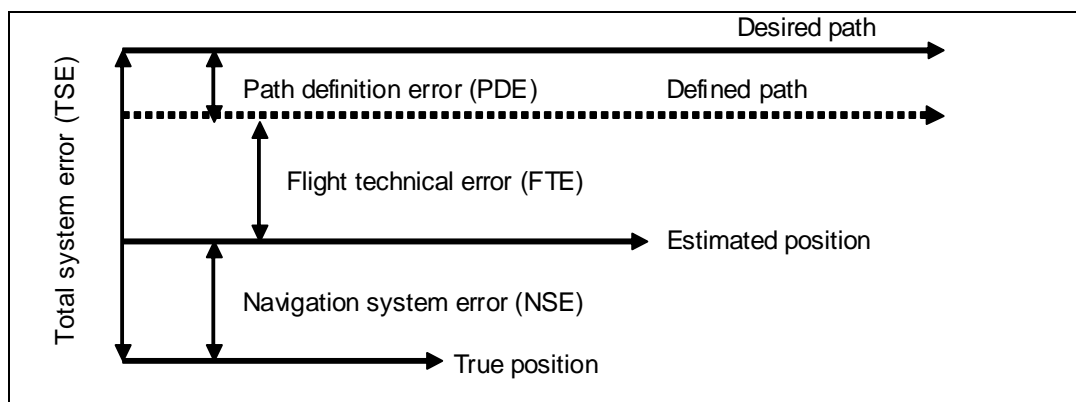 Desired path
Path definition error (PDE)
Defined path
Flight technical error (FTE)
Estimated position
Navigation system error (NSE)
True position
Total system error (TSE)